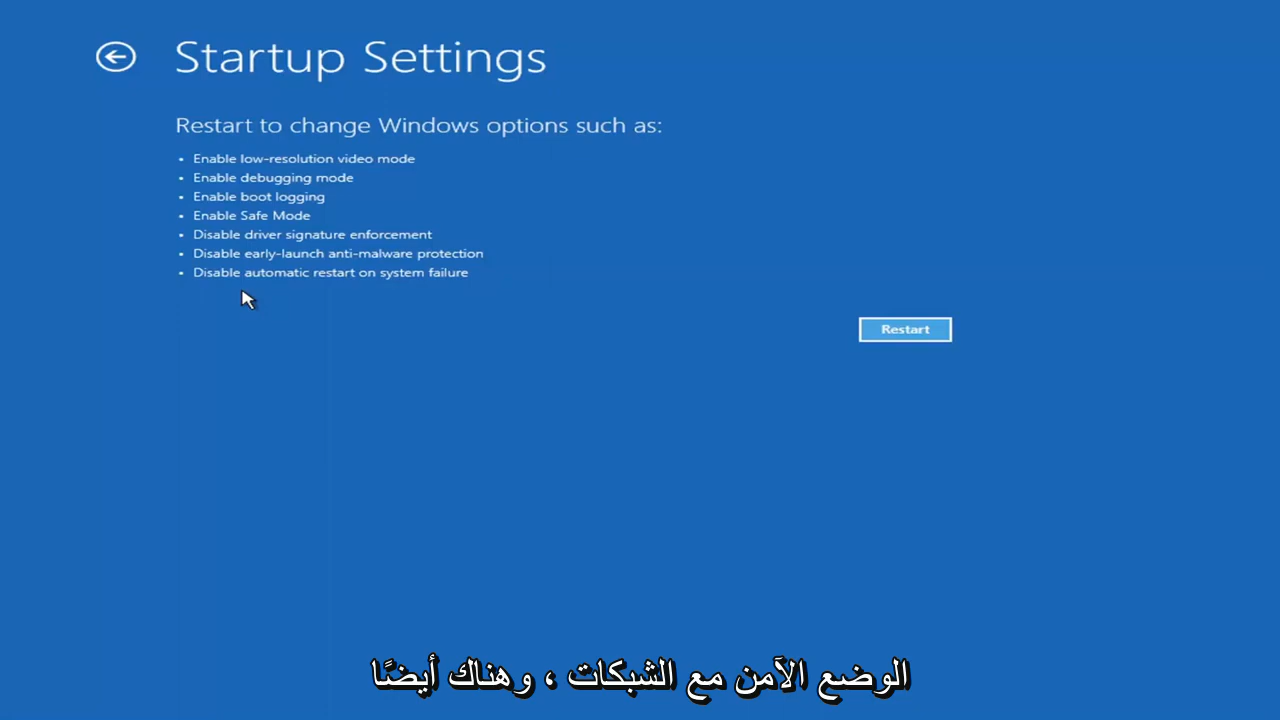 Startup Settings
Restart to change Windows options such as:
• Enable low-resolution video mode
• Enable debugging mode
• Enable boot logging
• Enable Safe Mode
• Disable driver signature enforcement
• Disable early-launch anti-malware protection
• Disable automatic restart on system failure
Restart
الوضع الآمن مع الشبكات ، وهناك أيضًا